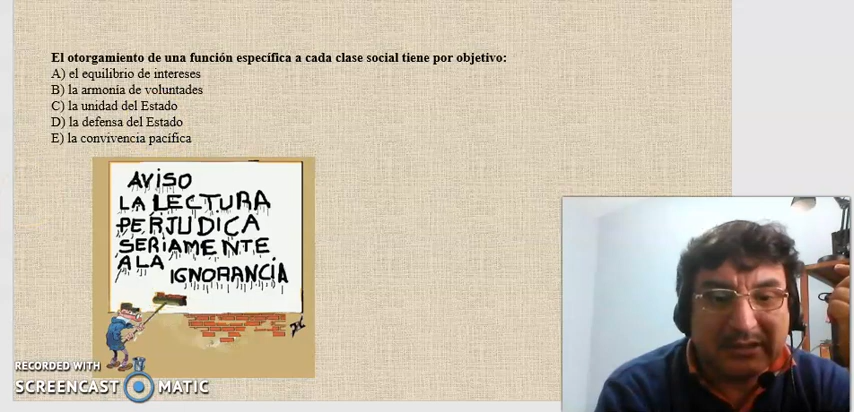 El otorgamiento de una función específica a cada clase social tiene por objetivo:
A) el equilibrio de intereses
B) la armonía de voluntades
C) la unidad del Estado
D) la defensa del Estado
E) la convivencia pacífica
AVISO
LA LECTURA
PERJUDICA
SERIAMENTE
A LA IGNORANCIA
RECORDED WITH
SCREENCAST MATIC